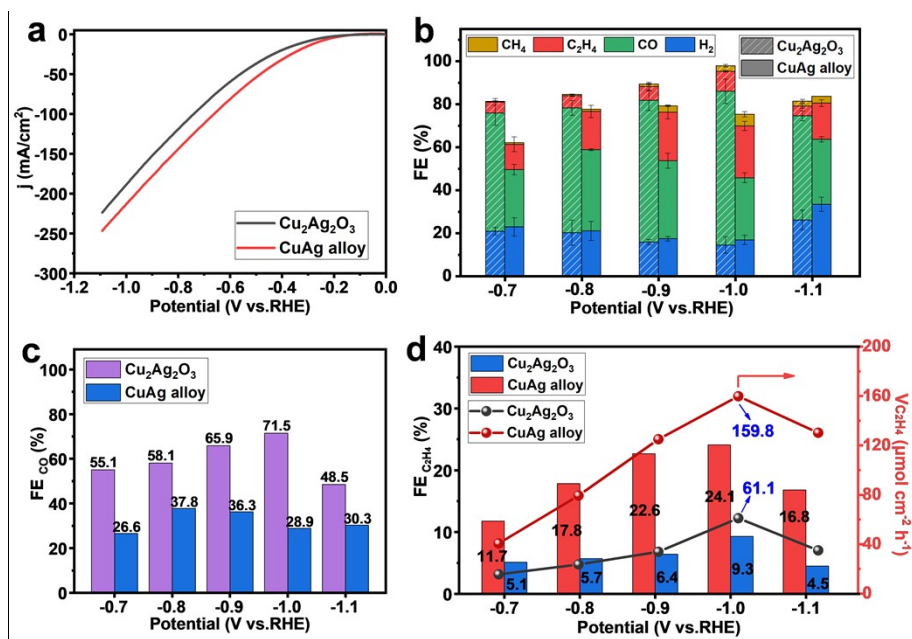 a
0
-50
-100
-150
-200
-250
-300
j (mA/cm²)
Cu₂Ag₂O₃
CuAg alloy
-1.2 -1.0 -0.8 -0.6 -0.4 -0.2 0.0
Potential (V vs.RHE)
b
CH₄ C₂H₄ CO H₂
Cu₂Ag₂O₃
CuAg alloy
100
80
60
40
20
0
FE (%)
-0.7 -0.8 -0.9 -1.0 -1.1
Potential (V vs.RHE)
c
Cu₂Ag₂O₃
CuAg alloy
100
80
60
40
20
0
FE CO (%)
55.1 26.6 58.1 37.8 65.9 36.3 71.5 28.9 48.5 30.3
-0.7 -0.8 -0.9 -1.0 -1.1
Potential (V vs.RHE)
d
Cu₂Ag₂O₃
CuAg alloy
Cu₂Ag₂O₃
CuAg alloy
40
30
20
10
0
FE C₂H₄ (%)
200
160
120
80
40
0
VC₂H₄ (μmol cm⁻² h⁻¹)
159.8
61.1
11.7 17.8 22.6 24.1 16.8
5.1 5.7 6.4 9.3 4.5
-0.7 -0.8 -0.9 -1.0 -1.1
Potential (V vs.RHE)